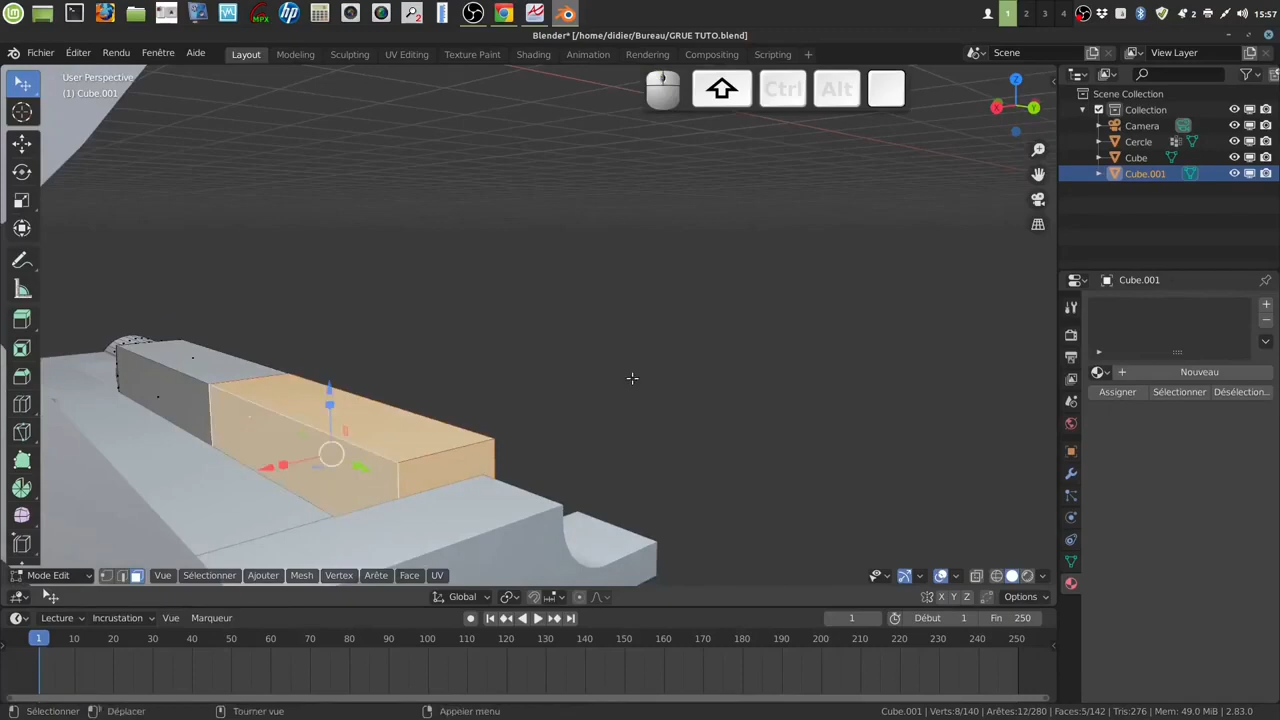 MPX
15:57
Blender* [/home/didier/Bureau/GRUE TUTO.blend]
Fichier Éditer Rendu Fenêtre Aide Layout Modeling Sculpting UV Editing Texture Paint Shading Animation Rendering Compositing Scripting + Scene View Layer
User Perspective
(1) Cube.001
Ctrl Alt
Z
X Y
Scene Collection
Collection
Camera
Cercle
Cube
Cube.001
Cube.001
+ Nouveau
Assigner Sélectionner Désélection...
Mode Edit Vue Sélectionner Ajouter Mesh Vertex Arête Face UV
Global X Y Z Options
Lecture Incrustation Vue Marqueur 1 Début 1 Fin 250
1 10 20 30 40 50 60 70 80 90 100 110 120 130 140 150 160 170 180 190 200 210 220 230 240 250
Sélectionner Déplacer Tourner vue Appeler menu Cube.001 | Verts:8/140 | Arêtes:12/280 | Faces:5/142 | Tris:276 | Mem: 49.0 MiB | 2.83.0